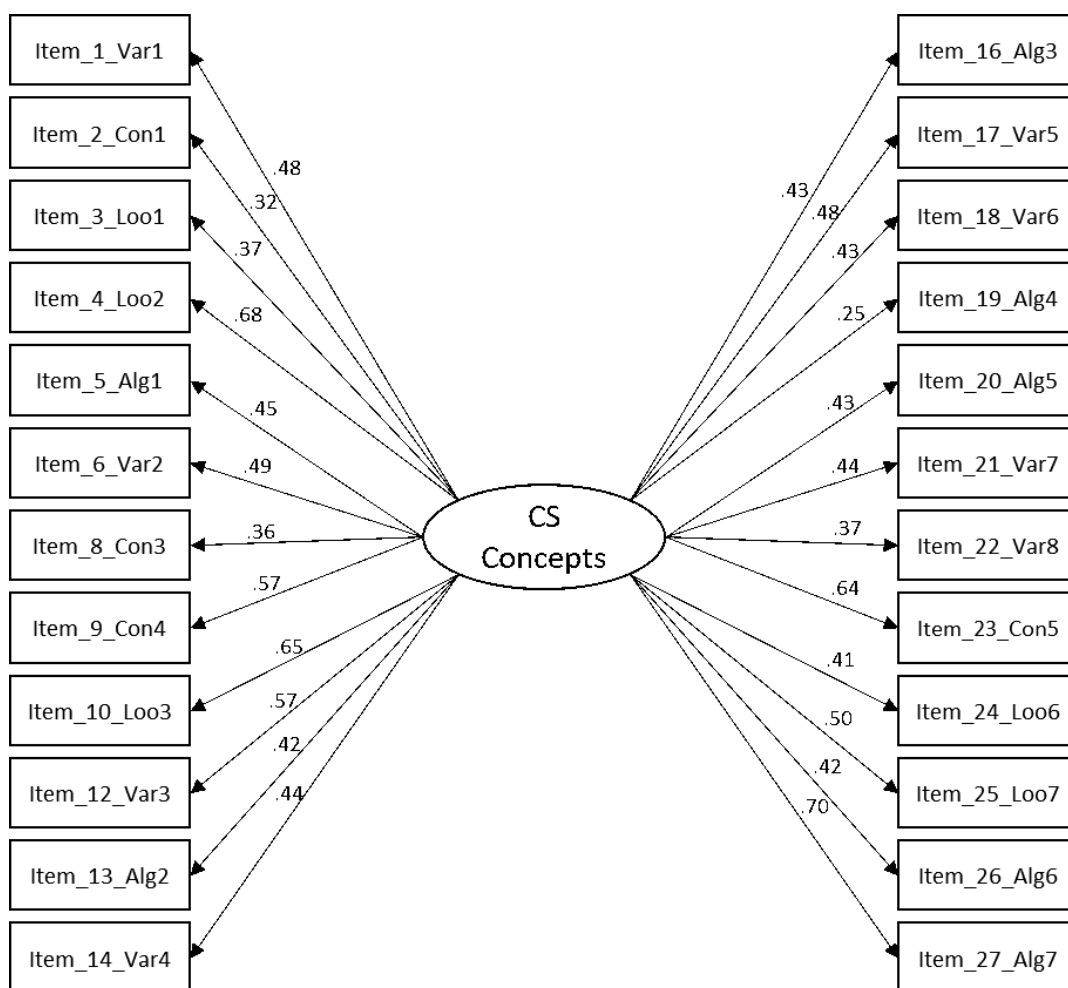 Item_1_Var1
Item_2_Con1
Item_3_Loo1
Item_4_Loo2
Item_5_Alg1
Item_6_Var2
Item_8_Con3
Item_9_Con4
Item_10_Loo3
Item_12_Var3
Item_13_Alg2
Item_14_Var4
.48
.32
.37
.68
.45
.49
.36
.57
.65
.57
.42
.44
CS
Concepts
.43
.48
.43
.25
.43
.44
.37
.64
.41
.50
.42
.70
Item_16_Alg3
Item_17_Var5
Item_18_Var6
Item_19_Alg4
Item_20_Alg5
Item_21_Var7
Item_22_Var8
Item_23_Con5
Item_24_Loo6
Item_25_Loo7
Item_26_Alg6
Item_27_Alg7